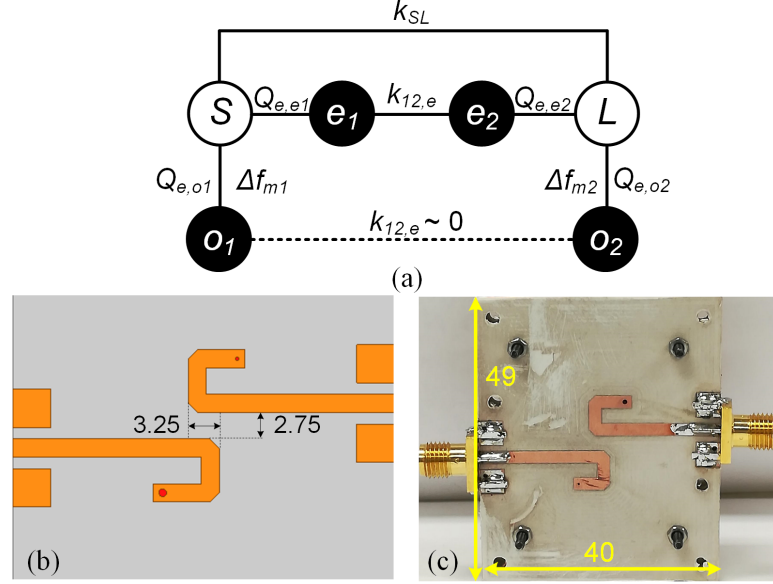 k_SL
S Q_e,e1 e_1 k_12,e e_2 Q_e,e2 L
Q_e,o1 Δf_m1 Δf_m2 Q_e,o2
o_1 k_12,e ~ 0 o_2
(a)
3.25 2.75
(b)
49
40
(c)